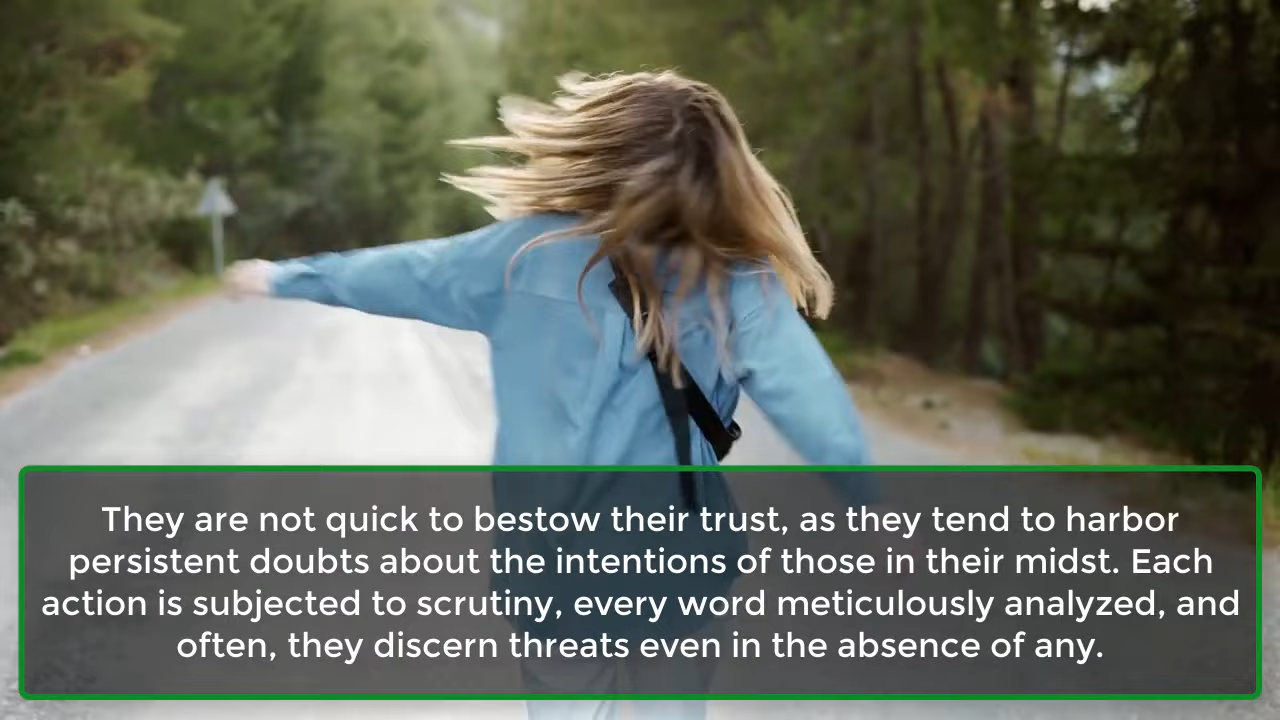 They are not quick to bestow their trust, as they tend to harbor
persistent doubts about the intentions of those in their midst. Each
action is subjected to scrutiny, every word meticulously analyzed, and
often, they discern threats even in the absence of any.